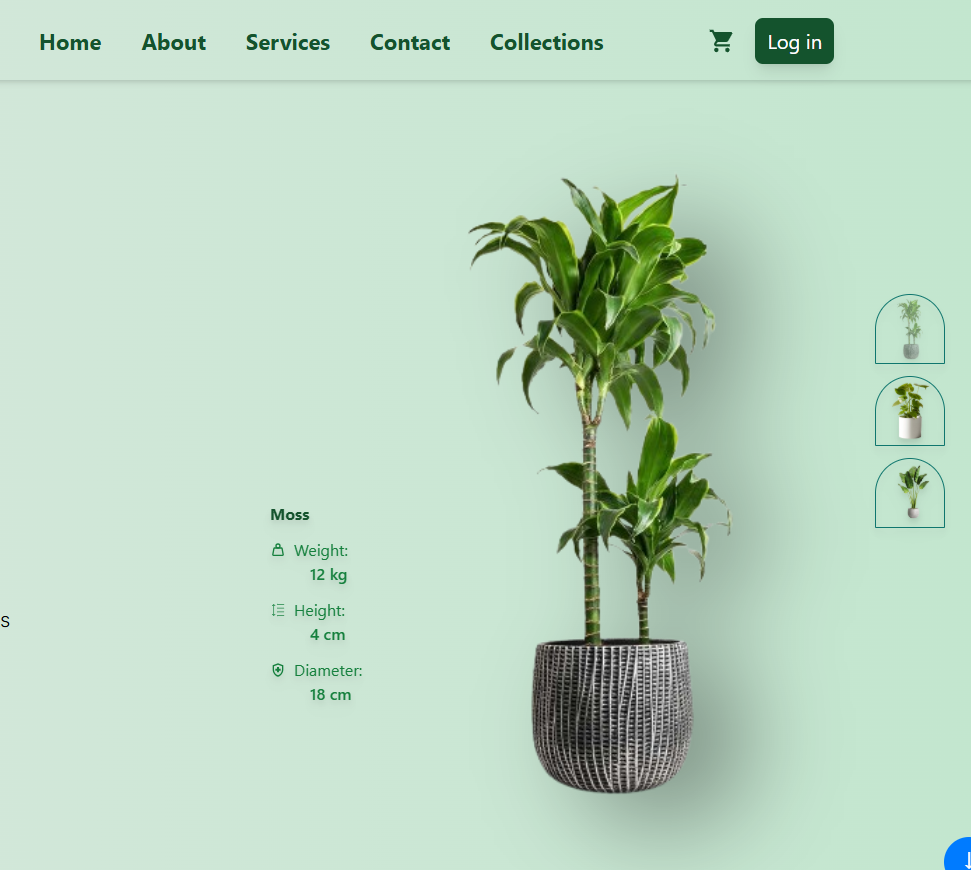 Home About Services Contact Collections Log in
Moss
Weight:
12 kg
Height:
4 cm
s
Diameter:
18 cm